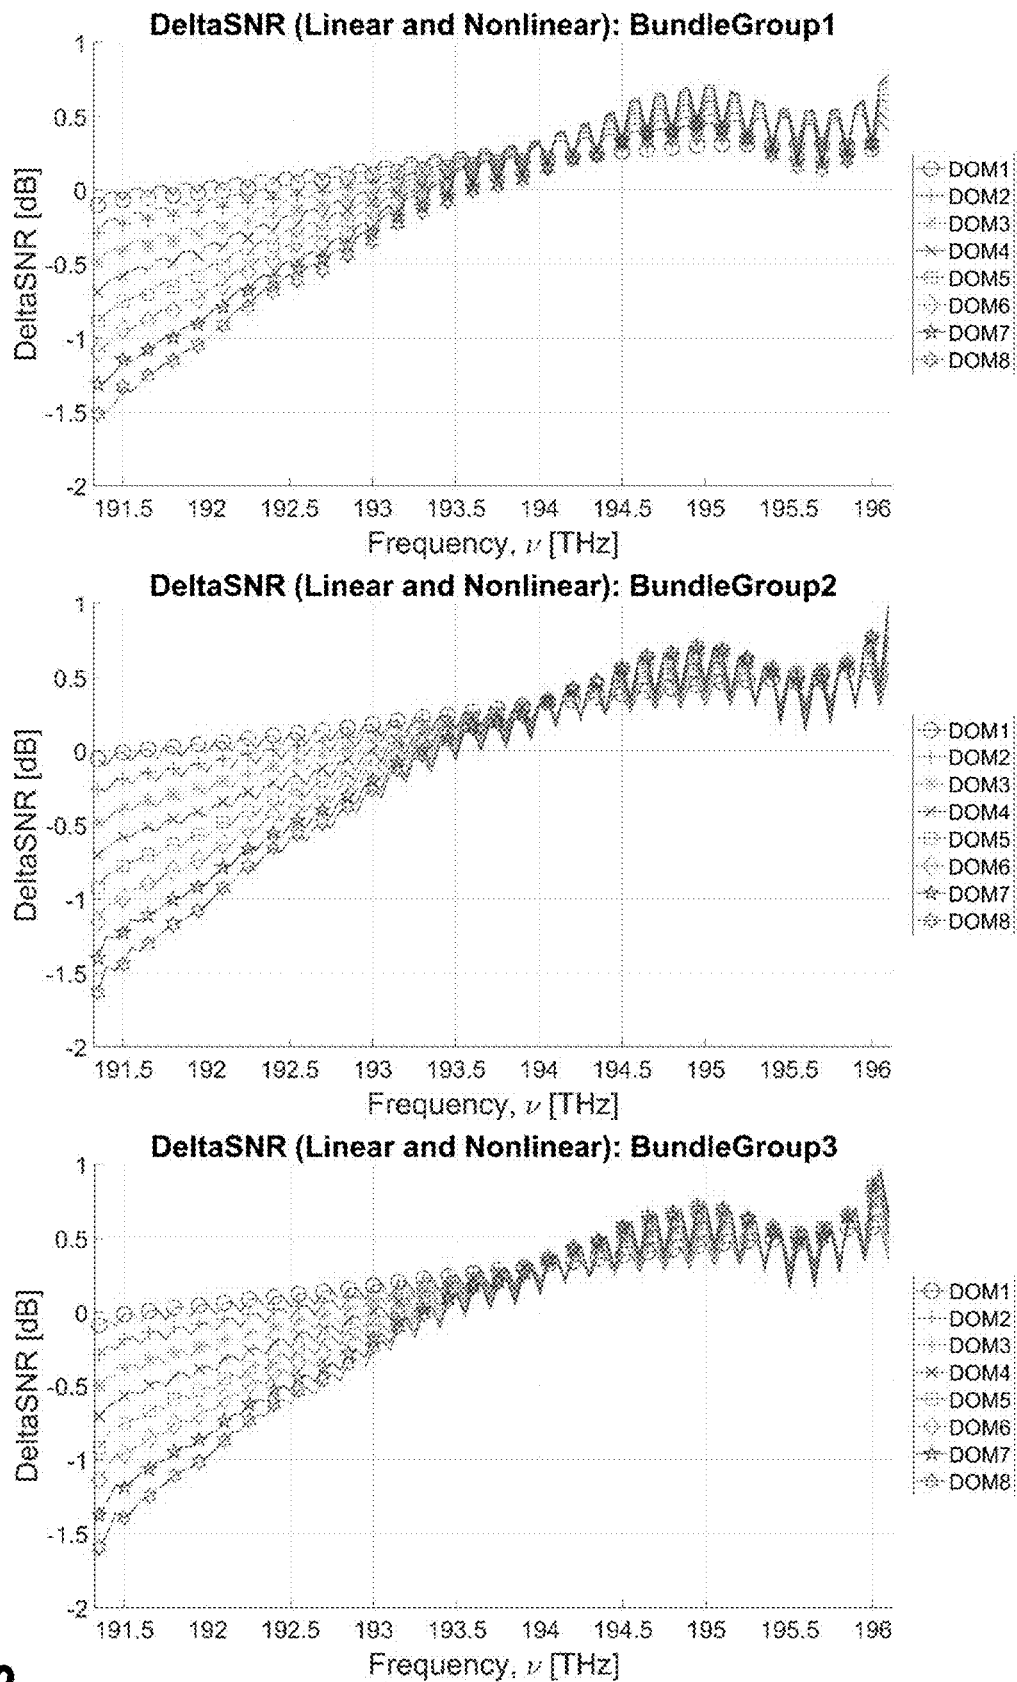 DeltaSNR (Linear and Nonlinear): BundleGroup1
1
0.5
0
-0.5
-1
-1.5
-2
DeltaSNR [dB]
191.5 192 192.5 193 193.5 194 194.5 195 195.5 196
Frequency, ν [THz]
DOM1
DOM2
DOM3
DOM4
DOM5
DOM6
DOM7
DOM8
DeltaSNR (Linear and Nonlinear): BundleGroup2
1
0.5
0
-0.5
-1
-1.5
-2
DeltaSNR [dB]
191.5 192 192.5 193 193.5 194 194.5 195 195.5 196
Frequency, ν [THz]
DOM1
DOM2
DOM3
DOM4
DOM5
DOM6
DOM7
DOM8
DeltaSNR (Linear and Nonlinear): BundleGroup3
1
0.5
0
-0.5
-1
-1.5
-2
DeltaSNR [dB]
191.5 192 192.5 193 193.5 194 194.5 195 195.5 196
Frequency, ν [THz]
DOM1
DOM2
DOM3
DOM4
DOM5
DOM6
DOM7
DOM8